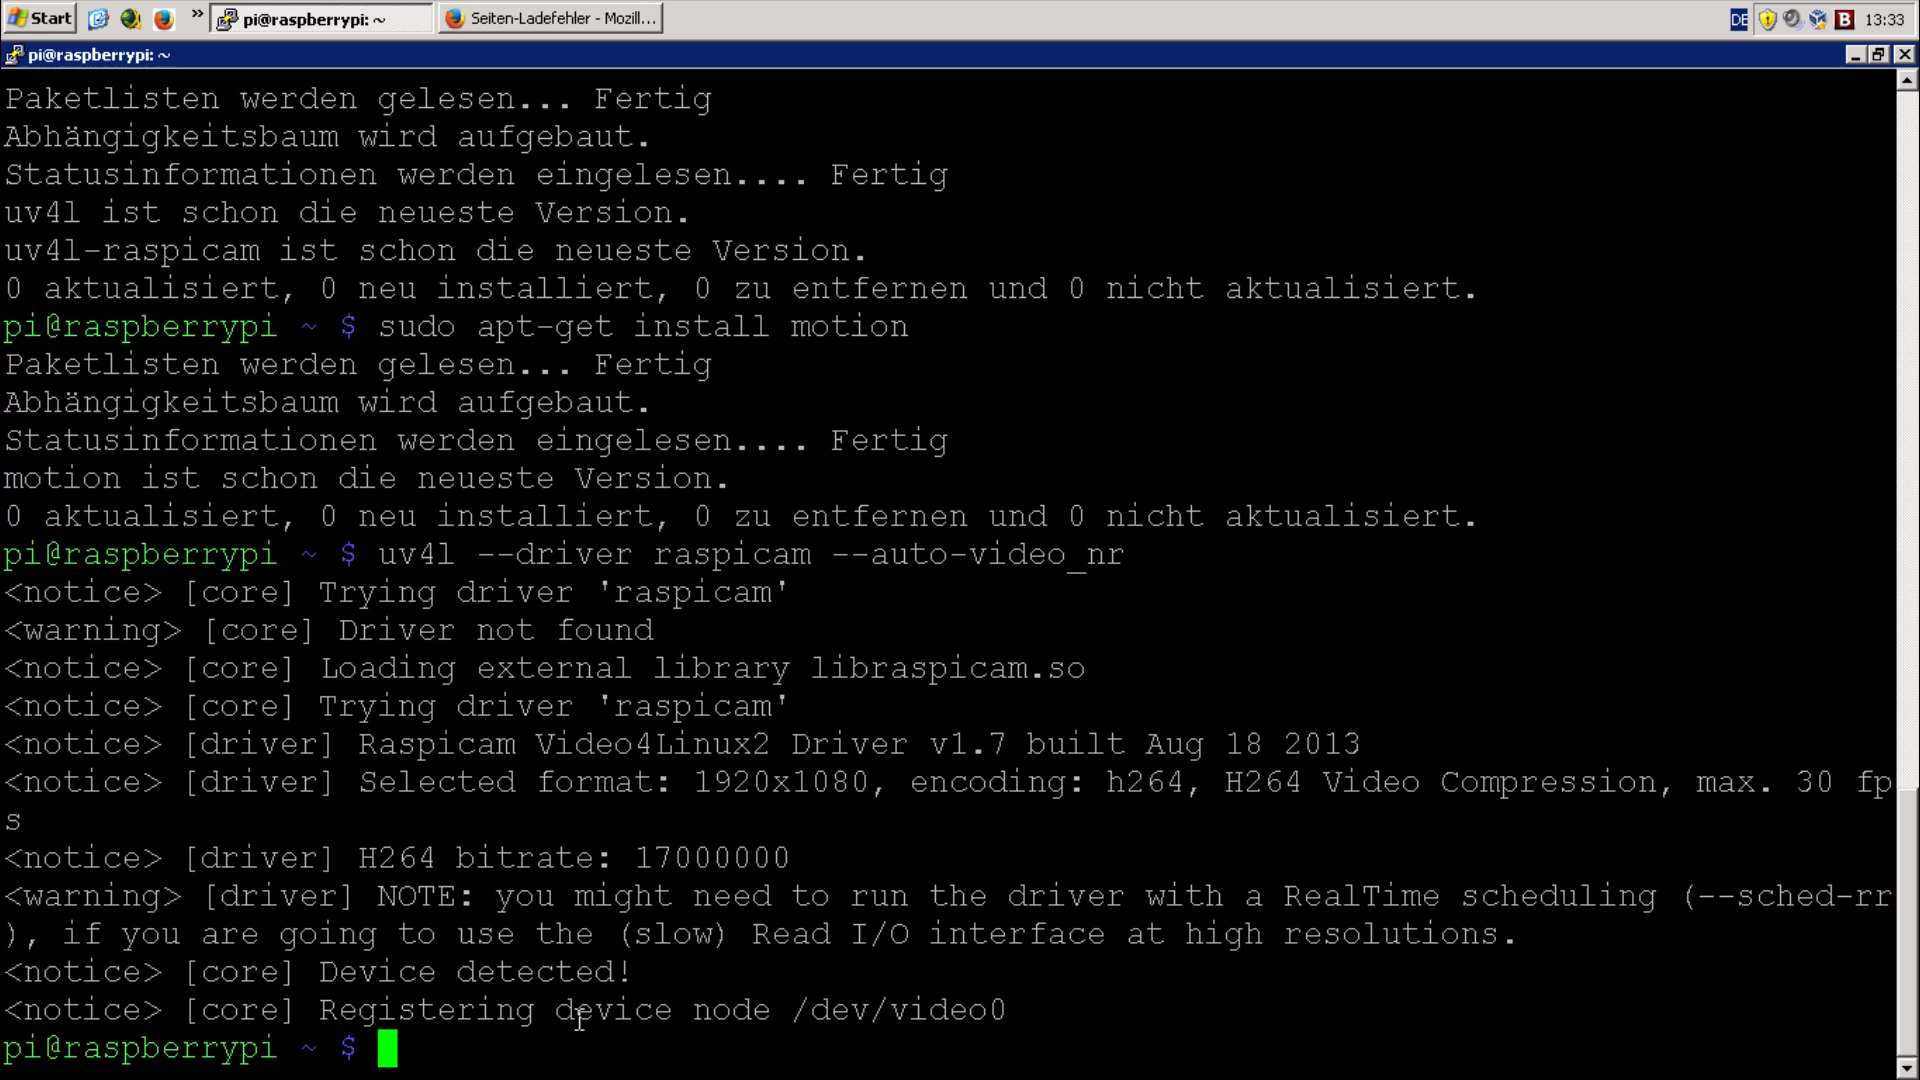 Start » pi@raspberrypi: ~ Seiten-Ladefehler - Mozill... DE B 13:33
pi@raspberrypi: ~
Paketlisten werden gelesen... Fertig
Abhängigkeitsbaum wird aufgebaut.
Statusinformationen werden eingelesen.... Fertig
uv4l ist schon die neueste Version.
uv4l-raspicam ist schon die neueste Version.
0 aktualisiert, 0 neu installiert, 0 zu entfernen und 0 nicht aktualisiert.
pi@raspberrypi ~ $ sudo apt-get install motion
Paketlisten werden gelesen... Fertig
Abhängigkeitsbaum wird aufgebaut.
Statusinformationen werden eingelesen.... Fertig
motion ist schon die neueste Version.
0 aktualisiert, 0 neu installiert, 0 zu entfernen und 0 nicht aktualisiert.
pi@raspberrypi ~ $ uv4l --driver raspicam --auto-video_nr
<notice> [core] Trying driver 'raspicam'
<warning> [core] Driver not found
<notice> [core] Loading external library libraspicam.so
<notice> [core] Trying driver 'raspicam'
<notice> [driver] Raspicam Video4Linux2 Driver v1.7 built Aug 18 2013
<notice> [driver] Selected format: 1920x1080, encoding: h264, H264 Video Compression, max. 30 fp
s
<notice> [driver] H264 bitrate: 17000000
<warning> [driver] NOTE: you might need to run the driver with a RealTime scheduling (--sched-rr
), if you are going to use the (slow) Read I/O interface at high resolutions.
<notice> [core] Device detected!
<notice> [core] Registering device node /dev/video0
pi@raspberrypi ~ $